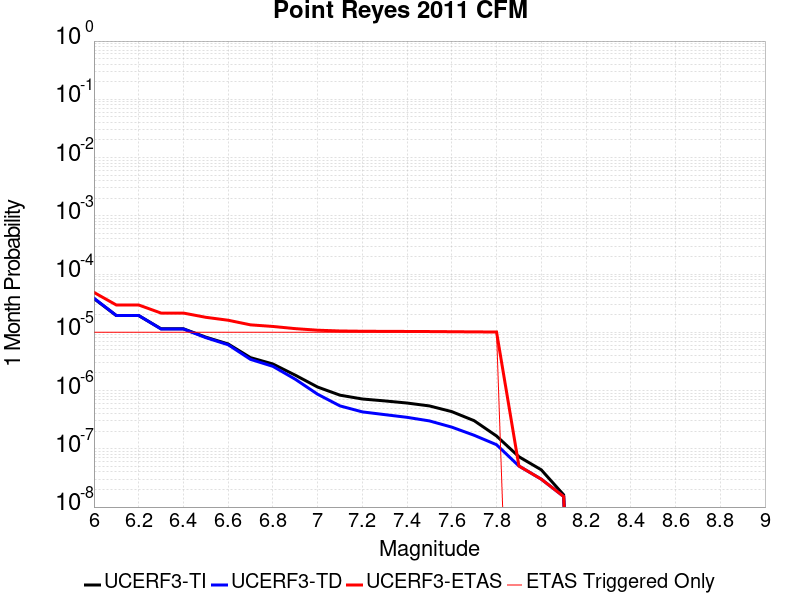 Point Reyes 2011 CFM
10^0
10^-1
10^-2
10^-3
10^-4
10^-5
10^-6
10^-7
10^-8
1 Month Probability
6 6.2 6.4 6.6 6.8 7 7.2 7.4 7.6 7.8 8 8.2 8.4 8.6 8.8 9
Magnitude
UCERF3-TI UCERF3-TD UCERF3-ETAS ETAS Triggered Only